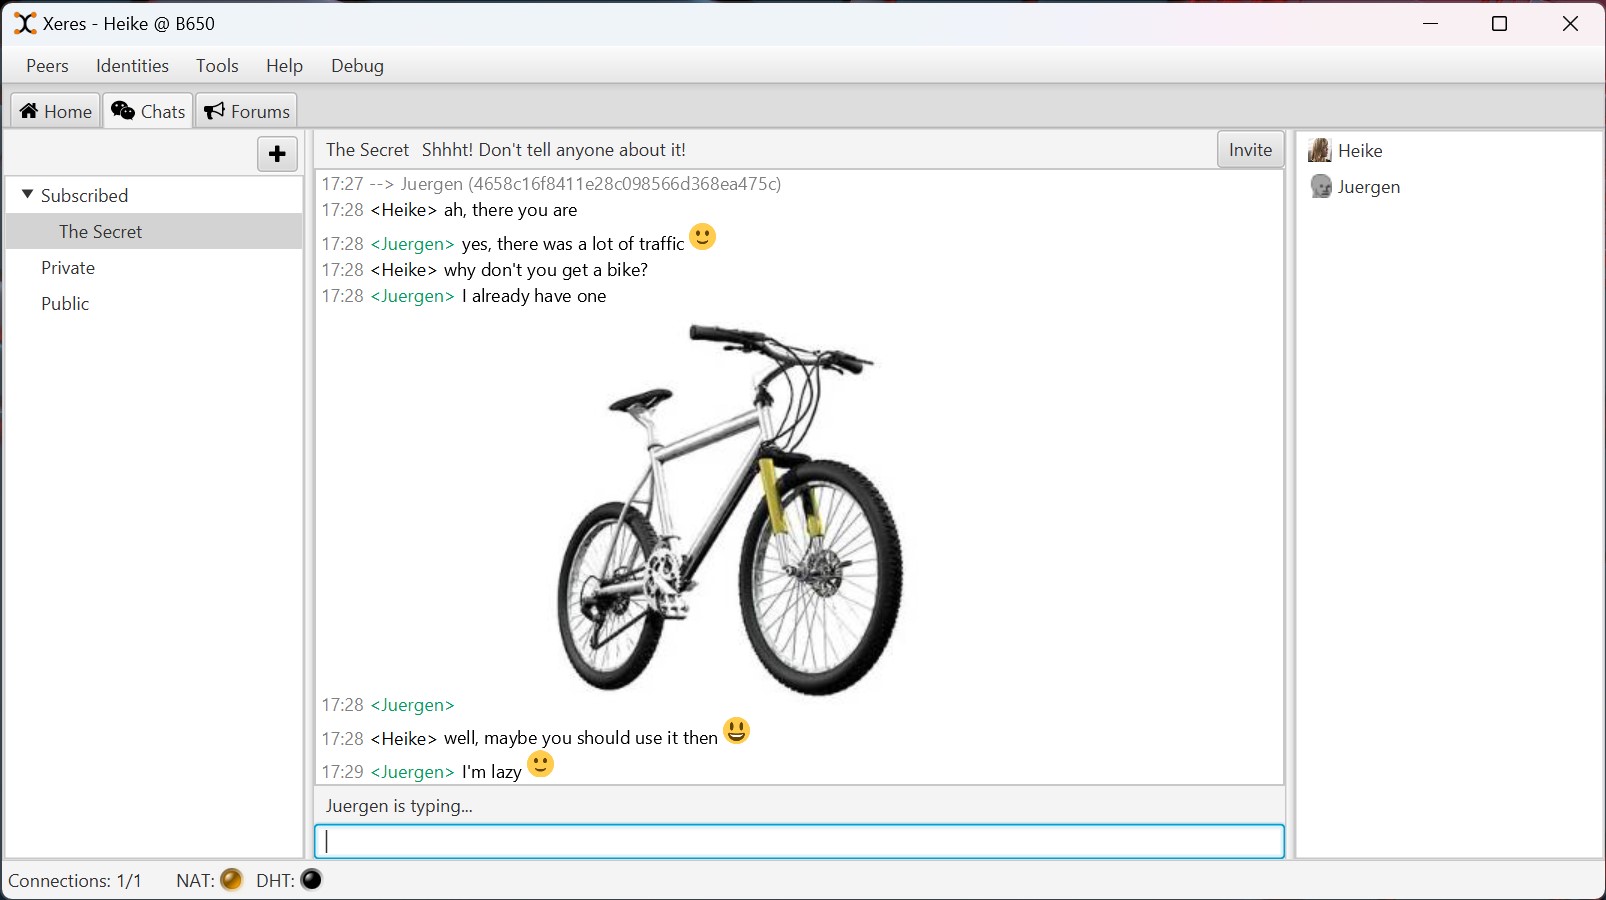 Xeres - Heike @ B650
Peers Identities Tools Help Debug
Home Chats Forums
The Secret Shhht! Don't tell anyone about it! Invite
Subscribed
The Secret
Private
Public
17:27 --> Juergen (4658c16f8411e28c098566d368ea475c)
17:28 <Heike> ah, there you are
17:28 <Juergen> yes, there was a lot of traffic
17:28 <Heike> why don't you get a bike?
17:28 <Juergen> I already have one
17:28 <Juergen>
17:28 <Heike> well, maybe you should use it then
17:29 <Juergen> I'm lazy
Juergen is typing...
Heike
Juergen
Connections: 1/1 NAT: DHT: